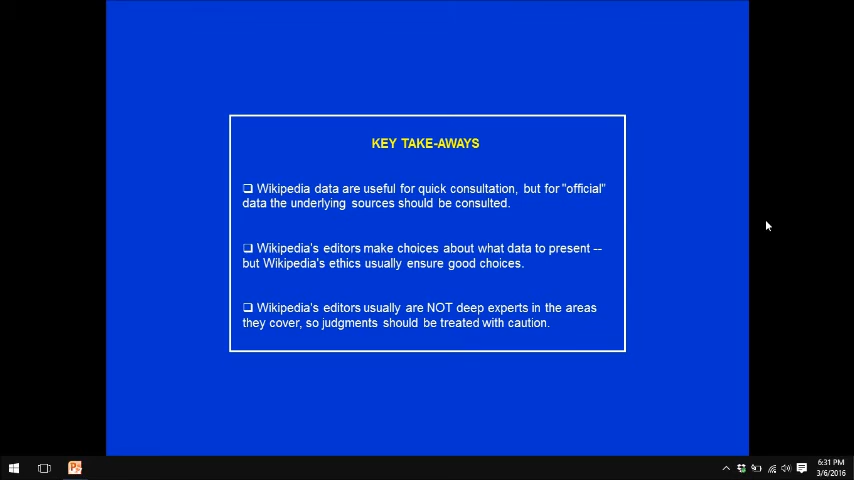 KEY TAKE-AWAYS
❑ Wikipedia data are useful for quick consultation, but for "official"
data the underlying sources should be consulted.
❑ Wikipedia's editors make choices about what data to present --
but Wikipedia's ethics usually ensure good choices.
❑ Wikipedia's editors usually are NOT deep experts in the areas
they cover, so judgments should be treated with caution.
6:31 PM
3/6/2016